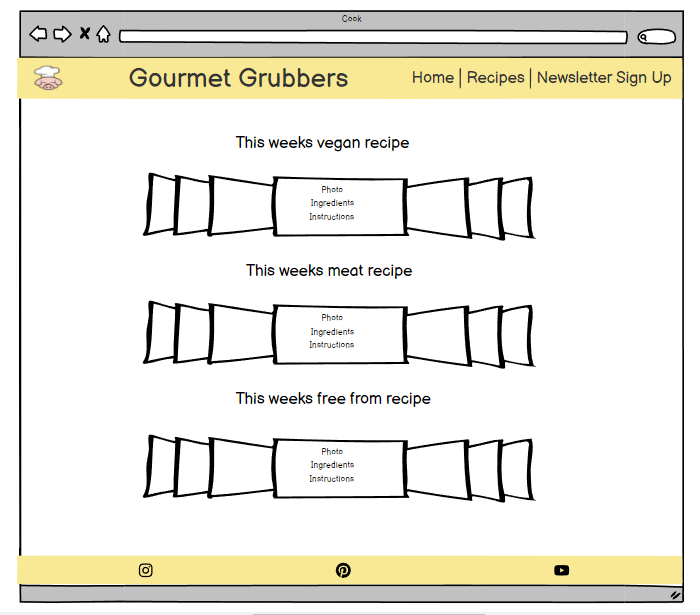 Cook
Gourmet Grubbers
Home | Recipes | Newsletter Sign Up
This weeks vegan recipe
Photo
Ingredients
Instructions
This weeks meat recipe
Photo
Ingredients
Instructions
This weeks free from recipe
Photo
Ingredients
Instructions